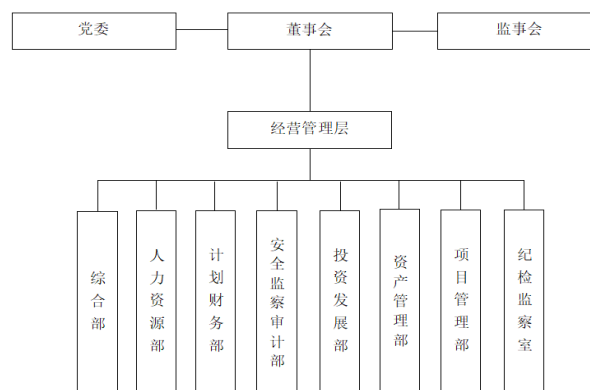 党委
董事会
监事会
经营管理层
综合部
人力资源部
计划财务部
安全监察审计部
投资发展部
资产管理部
项目管理部
纪检监察室